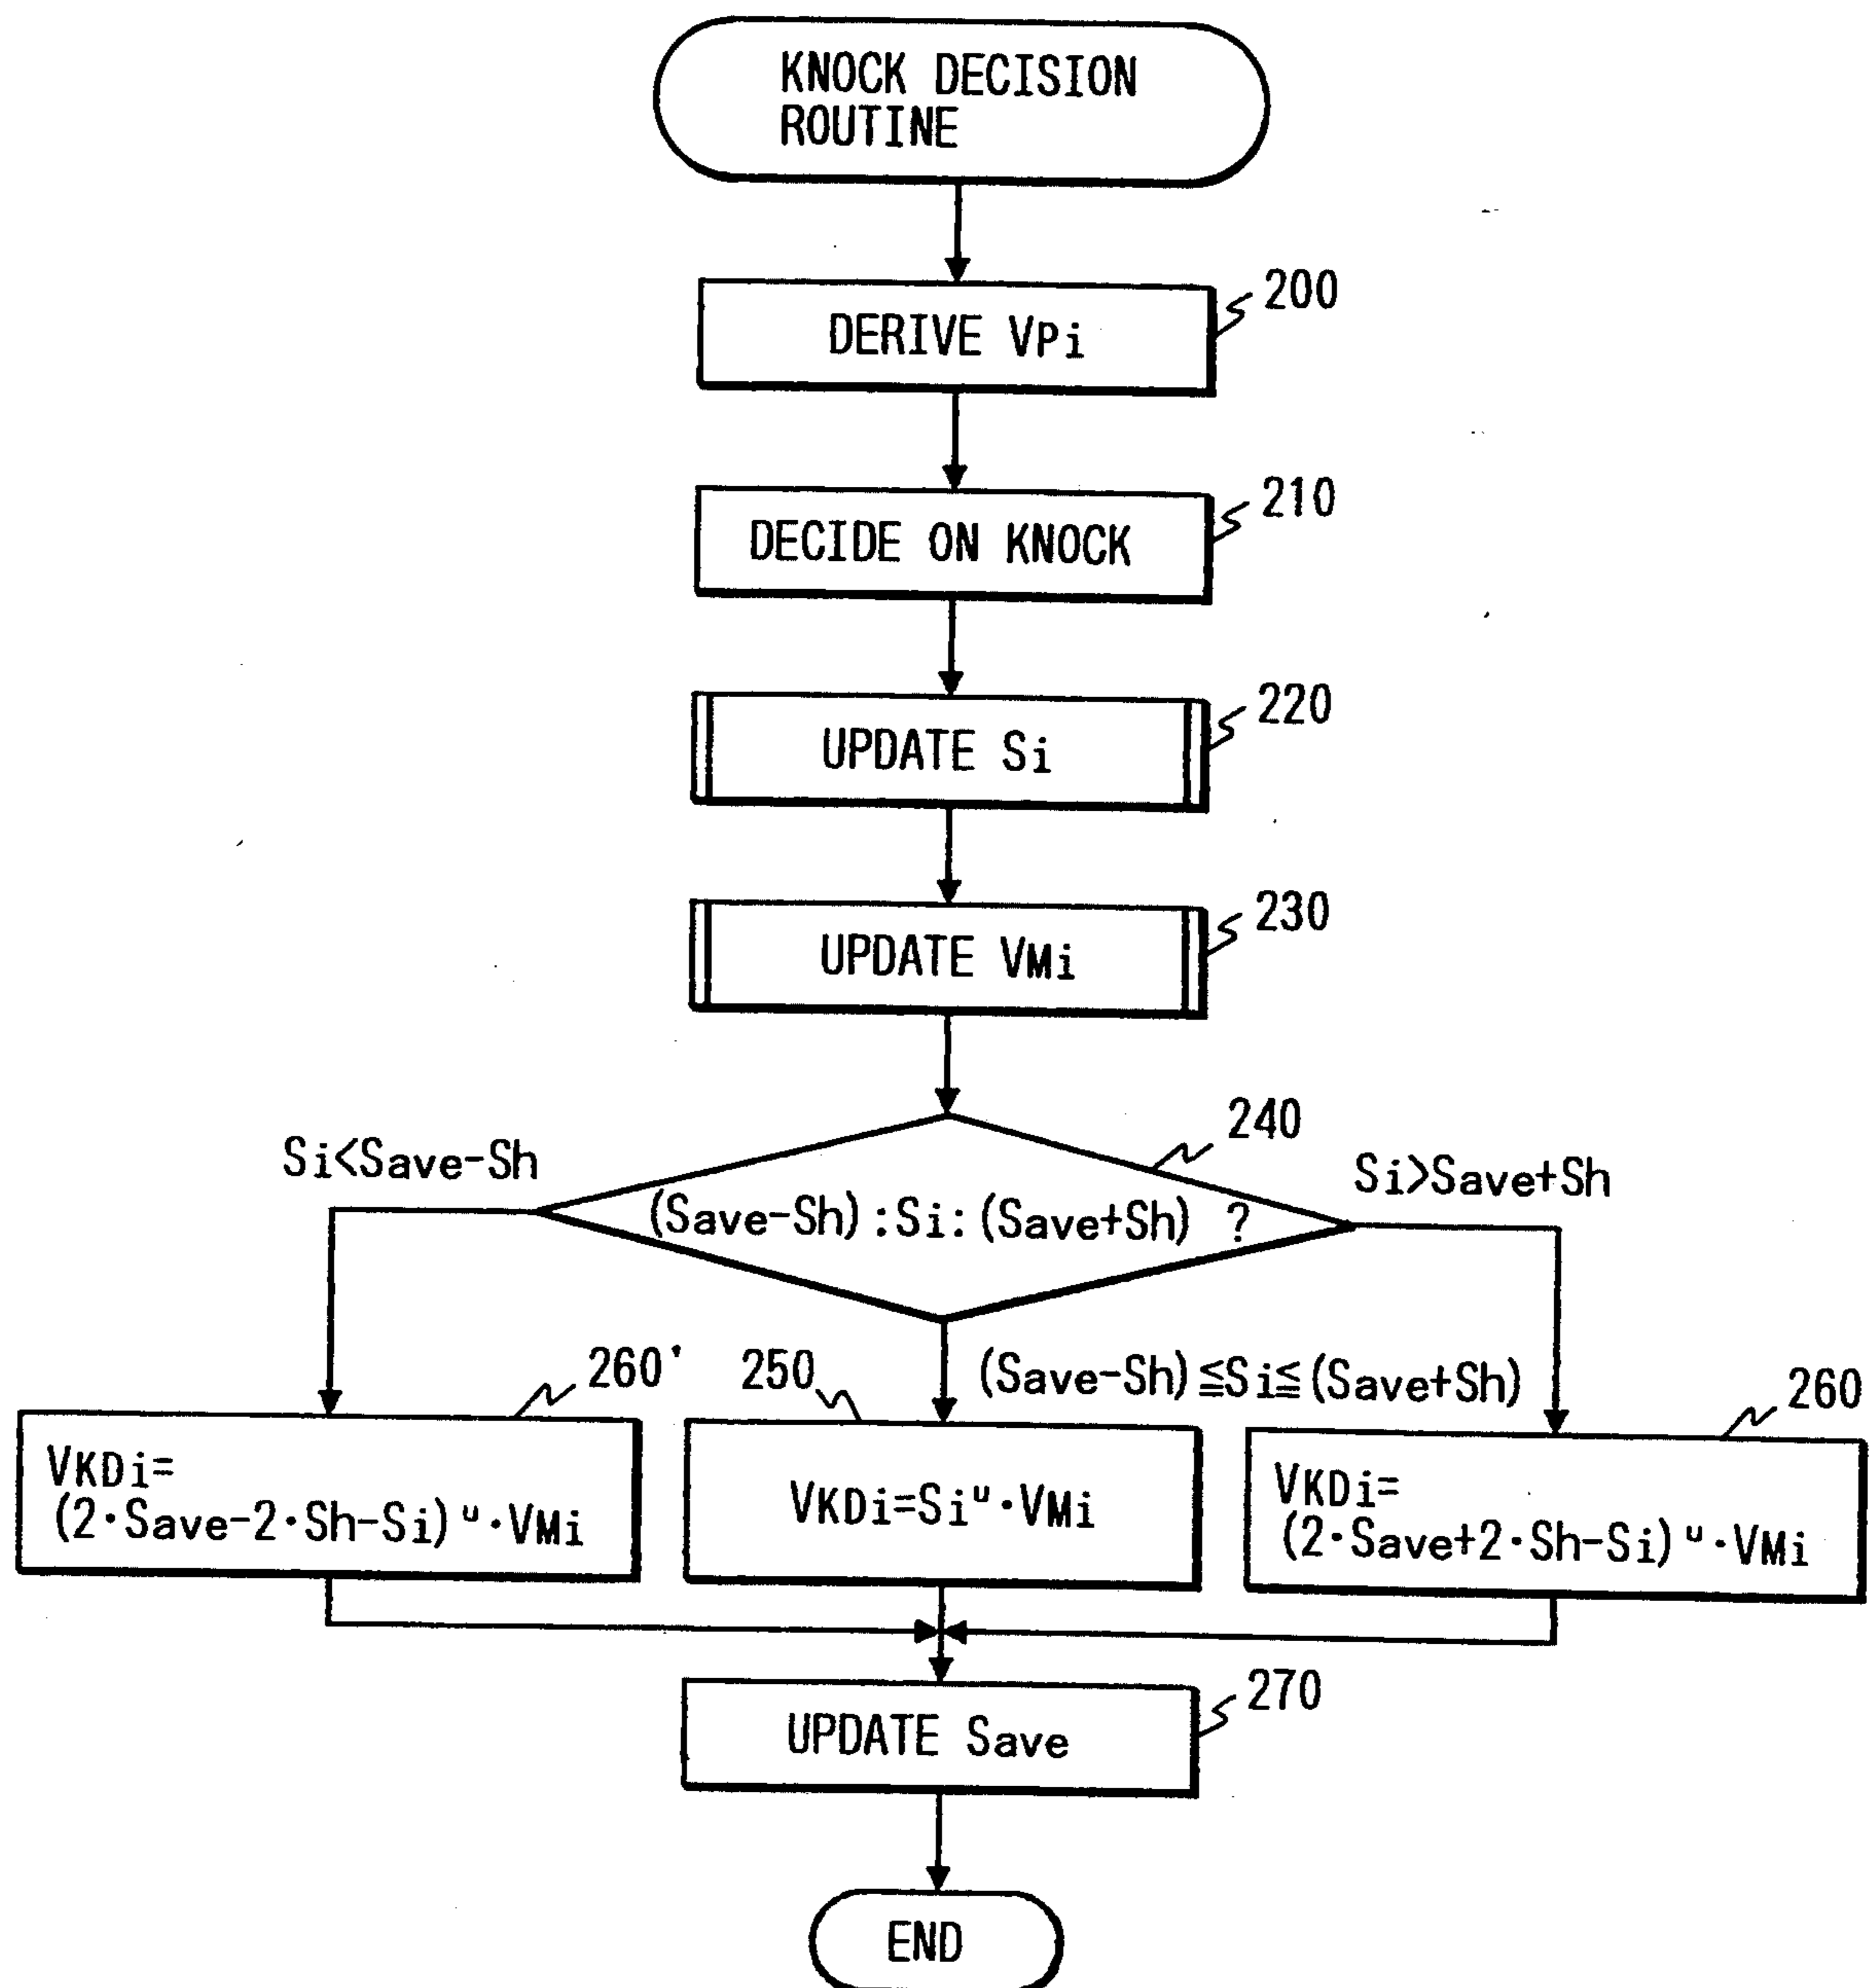 KNOCK DECISION
ROUTINE
200
DERIVE VPi
210
DECIDE ON KNOCK
220
UPDATE Si
230
UPDATE VMi
240
Si<Save-Sh
Si>Save+Sh
(Save-Sh):Si:(Save+Sh) ?
260'
250
(Save-Sh)≦Si≦(Save+Sh)
260
VKDi=
(2·Save-2·Sh-Si)ᵘ·VMi
VKDi=Siᵘ·VMi
VKDi=
(2·Save+2·Sh-Si)ᵘ·VMi
270
UPDATE Save
END